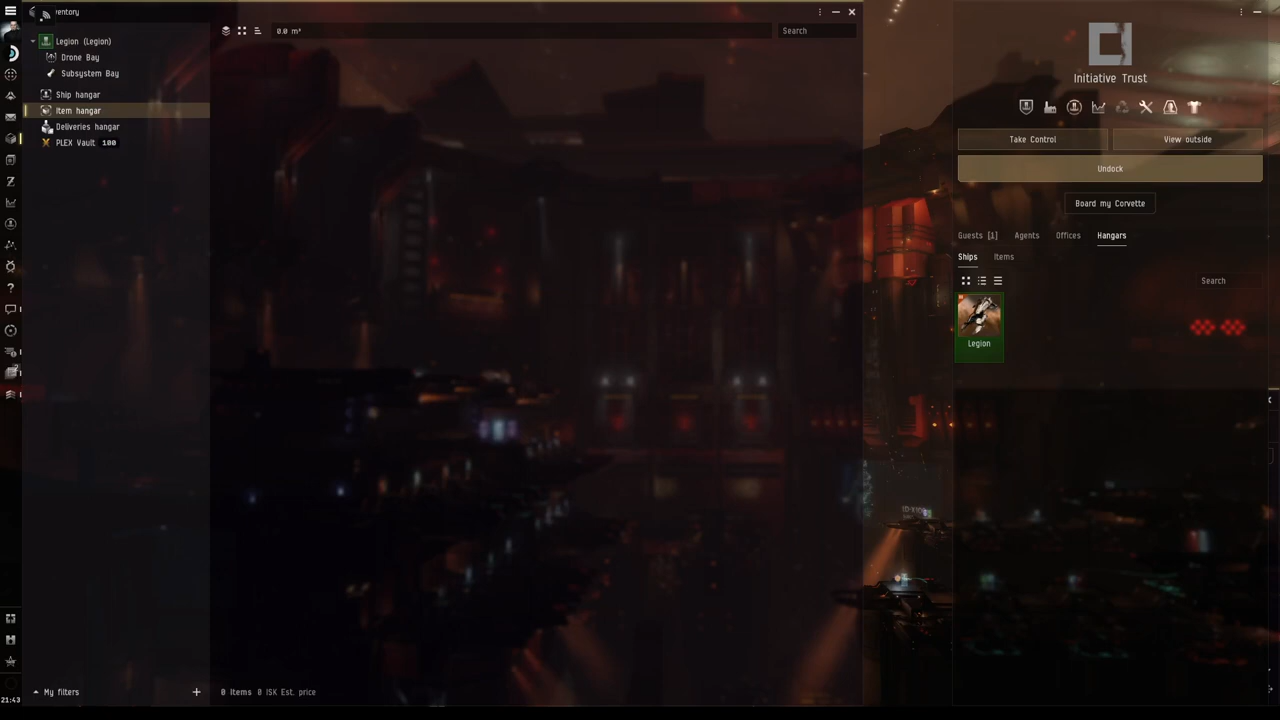 ventory
0.0 m³
Search
Legion (Legion)
Drone Bay
Subsystem Bay
Ship hangar
Item hangar
Deliveries hangar
PLEX Vault 100
My filters
+
0 Items 0 ISK Est. price
21:43
Initiative Trust
Take Control
View outside
Undock
Board my Corvette
Guests [1]
Agents
Offices
Hangars
Ships
Items
Search
Legion